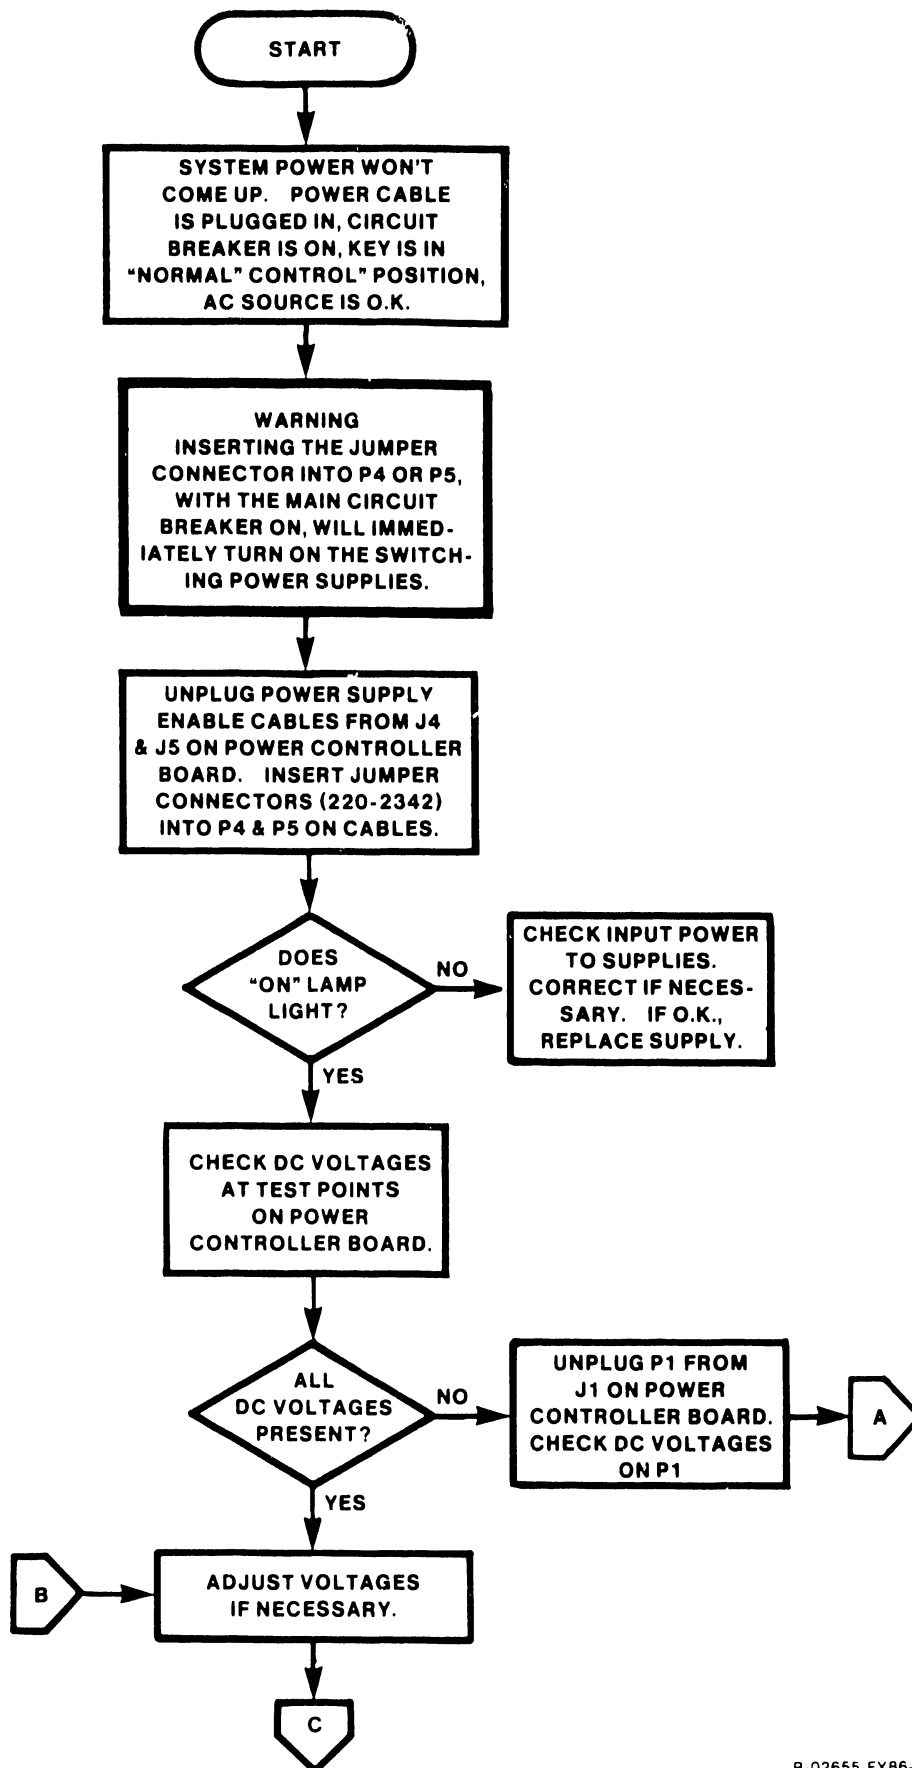 START
SYSTEM POWER WON'T
COME UP. POWER CABLE
IS PLUGGED IN, CIRCUIT
BREAKER IS ON, KEY IS IN
"NORMAL" CONTROL" POSITION,
AC SOURCE IS O.K.
WARNING
INSERTING THE JUMPER
CONNECTOR INTO P4 OR P5,
WITH THE MAIN CIRCUIT
BREAKER ON, WILL IMMED-
IATELY TURN ON THE SWITCH-
ING POWER SUPPLIES.
UNPLUG POWER SUPPLY
ENABLE CABLES FROM J4
& J5 ON POWER CONTROLLER
BOARD. INSERT JUMPER
CONNECTORS (220-2342)
INTO P4 & P5 ON CABLES.
DOES
"ON" LAMP
LIGHT?
NO
CHECK INPUT POWER
TO SUPPLIES.
CORRECT IF NECES-
SARY. IF O.K.,
REPLACE SUPPLY.
YES
CHECK DC VOLTAGES
AT TEST POINTS
ON POWER
CONTROLLER BOARD.
ALL
DC VOLTAGES
PRESENT?
NO
UNPLUG P1 FROM
J1 ON POWER
CONTROLLER BOARD.
CHECK DC VOLTAGES
ON P1
A
YES
B
ADJUST VOLTAGES
IF NECESSARY.
C